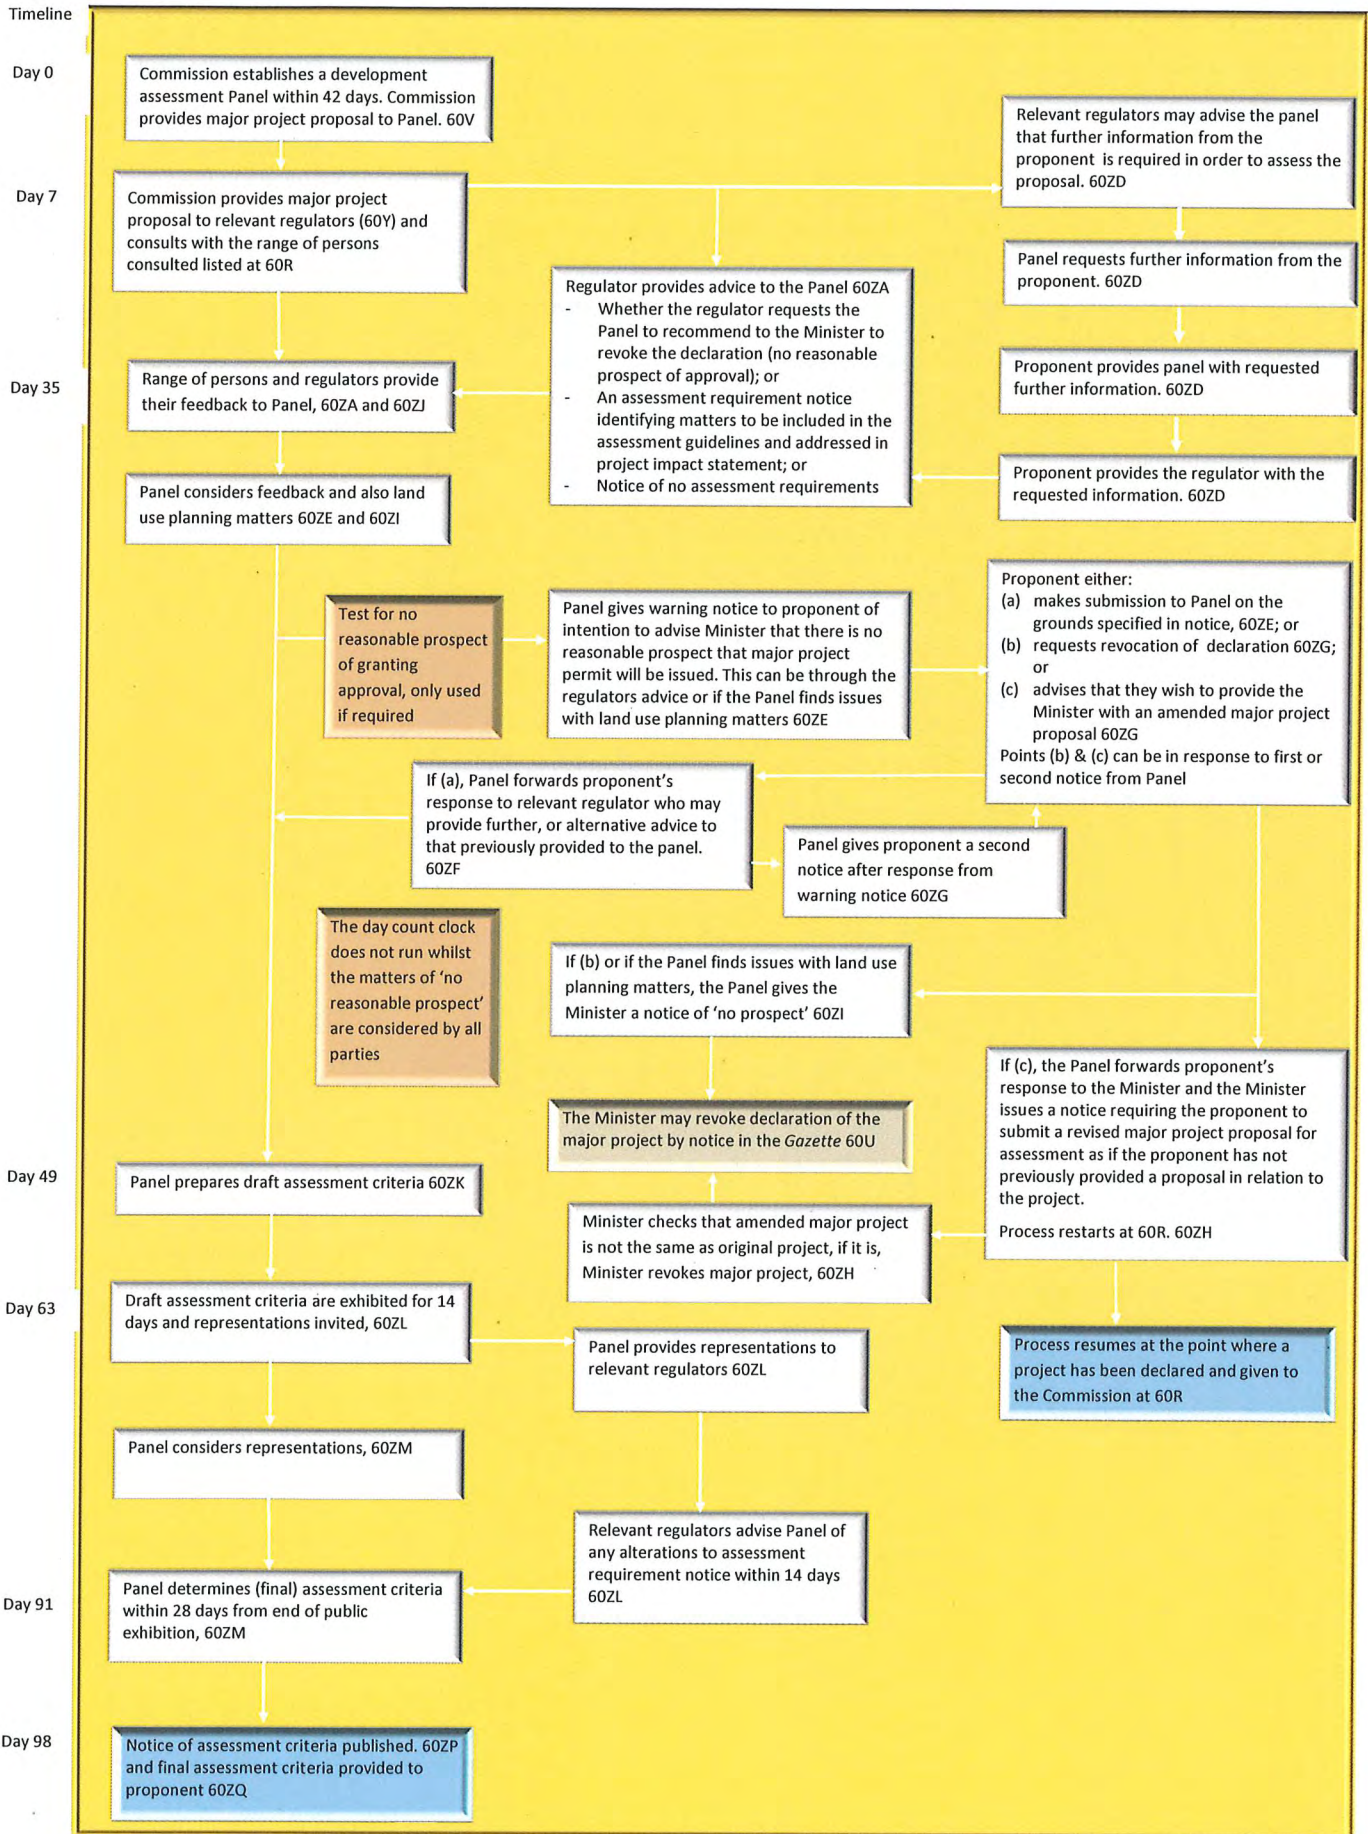 Timeline
Day 0
Commission establishes a development
assessment Panel within 42 days. Commission
provides major project proposal to Panel. 60V
Relevant regulators may advise the panel
that further information from the
proponent is required in order to assess the
proposal. 60ZD
Day 7
Commission provides major project
proposal to relevant regulators (60Y) and
consults with the range of persons
consulted listed at 60R
Panel requests further information from the
proponent. 60ZD
Regulator provides advice to the Panel 60ZA
- Whether the regulator requests the
Panel to recommend to the Minister to
revoke the declaration (no reasonable
prospect of approval); or
- An assessment requirement notice
identifying matters to be included in the
assessment guidelines and addressed in
project impact statement; or
- Notice of no assessment requirements
Day 35
Range of persons and regulators provide
their feedback to Panel, 60ZA and 60ZJ
Proponent provides panel with requested
further information. 60ZD
Proponent provides the regulator with the
requested information. 60ZD
Panel considers feedback and also land
use planning matters 60ZE and 60ZI
Test for no
reasonable prospect
of granting
approval, only used
if required
Panel gives warning notice to proponent of
intention to advise Minister that there is no
reasonable prospect that major project
permit will be issued. This can be through the
regulators advice or if the Panel finds issues
with land use planning matters 60ZE
Proponent either:
(a) makes submission to Panel on the
grounds specified in notice, 60ZE; or
(b) requests revocation of declaration 60ZG;
or
(c) advises that they wish to provide the
Minister with an amended major project
proposal 60ZG
Points (b) & (c) can be in response to first or
second notice from Panel
If (a), Panel forwards proponent's
response to relevant regulator who may
provide further, or alternative advice to
that previously provided to the panel.
60ZF
Panel gives proponent a second
notice after response from
warning notice 60ZG
The day count clock
does not run whilst
the matters of 'no
reasonable prospect'
are considered by all
parties
If (b) or if the Panel finds issues with land use
planning matters, the Panel gives the
Minister a notice of 'no prospect' 60ZI
If (c), the Panel forwards proponent's
response to the Minister and the Minister
issues a notice requiring the proponent to
submit a revised major project proposal for
assessment as if the proponent has not
previously provided a proposal in relation to
the project.
Process restarts at 60R. 60ZH
The Minister may revoke declaration of the
major project by notice in the Gazette 60U
Day 49
Panel prepares draft assessment criteria 60ZK
Minister checks that amended major project
is not the same as original project, if it is,
Minister revokes major project, 60ZH
Day 63
Draft assessment criteria are exhibited for 14
days and representations invited, 60ZL
Panel provides representations to
relevant regulators 60ZL
Process resumes at the point where a
project has been declared and given to
the Commission at 60R
Panel considers representations, 60ZM
Relevant regulators advise Panel of
any alterations to assessment
requirement notice within 14 days
60ZL
Day 91
Panel determines (final) assessment criteria
within 28 days from end of public
exhibition, 60ZM
Day 98
Notice of assessment criteria published. 60ZP
and final assessment criteria provided to
proponent 60ZQ